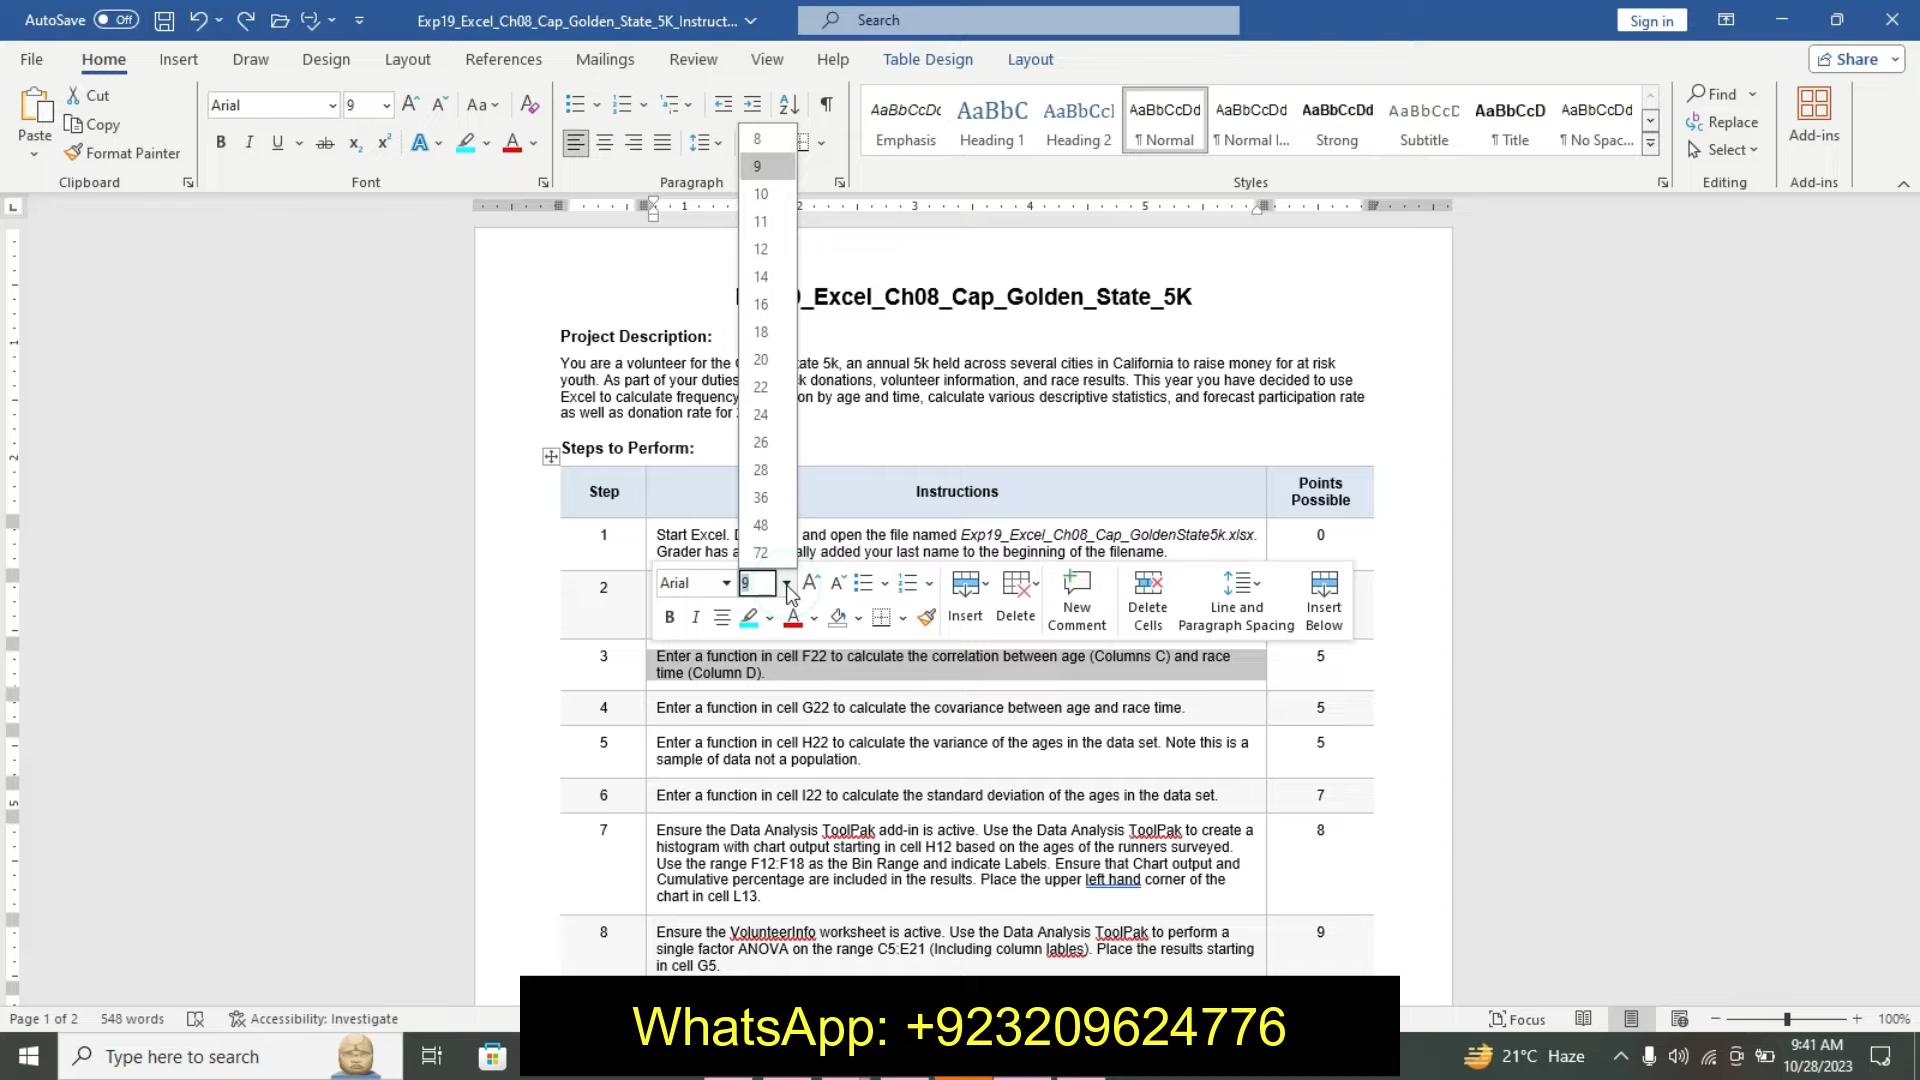 AutoSave Off
Exp19_Excel_Ch08_Cap_Golden_State_5K_Instruct...
Search
Sign in
File Home Insert Draw Design Layout References Mailings Review View Help Table Design Layout
Share
Paste
Cut
Copy
Format Painter
Clipboard
Arial 9
Aa
B I U ab x₂ x² A A
Font
Paragraph
AaBbCcDc Emphasis
AaBbC Heading 1
AaBbCcI Heading 2
AaBbCcDd ¶ Normal
AaBbCcDd ¶ Normal I...
AaBbCcDd Strong
AaBbCcD Subtitle
AaBbCcD ¶ Title
AaBbCcDd ¶ No Spac...
Styles
Find
Replace
Select
Editing
Add-ins
Add-ins
8
9
10
11
12
14
16
18
20
22
24
26
28
36
48
72
1 2 3 4 5
_Excel_Ch08_Cap_Golden_State_5K
Project Description:
You are a volunteer for the ate 5k, an annual 5k held across several cities in California to raise money for at risk
youth. As part of your duties k donations, volunteer information, and race results. This year you have decided to use
Excel to calculate frequency on by age and time, calculate various descriptive statistics, and forecast participation rate
as well as donation rate for
Steps to Perform:
Step Instructions Points
Possible
1 Start Excel. and open the file named Exp19_Excel_Ch08_Cap_GoldenState5k.xlsx. 0
Grader has a ally added your last name to the beginning of the filename.
2
Arial 9
B I A
Insert
Delete
New
Comment
Delete
Cells
Line and
Paragraph Spacing
Insert
Below
3 Enter a function in cell F22 to calculate the correlation between age (Columns C) and race 5
time (Column D).
4 Enter a function in cell G22 to calculate the covariance between age and race time. 5
5 Enter a function in cell H22 to calculate the variance of the ages in the data set. Note this is a 5
sample of data not a population.
6 Enter a function in cell I22 to calculate the standard deviation of the ages in the data set. 7
7 Ensure the Data Analysis ToolPak add-in is active. Use the Data Analysis ToolPak to create a 8
histogram with chart output starting in cell H12 based on the ages of the runners surveyed.
Use the range F12:F18 as the Bin Range and indicate Labels. Ensure that Chart output and
Cumulative percentage are included in the results. Place the upper left hand corner of the
chart in cell L13.
8 Ensure the VolunteerInfo worksheet is active. Use the Data Analysis ToolPak to perform a 9
single factor ANOVA on the range C5:E21 (Including column lables). Place the results starting
in cell G5.
WhatsApp: +923209624776
Page 1 of 2 548 words Accessibility: Investigate
Focus 100%
Type here to search
21°C Haze
9:41 AM
10/28/2023